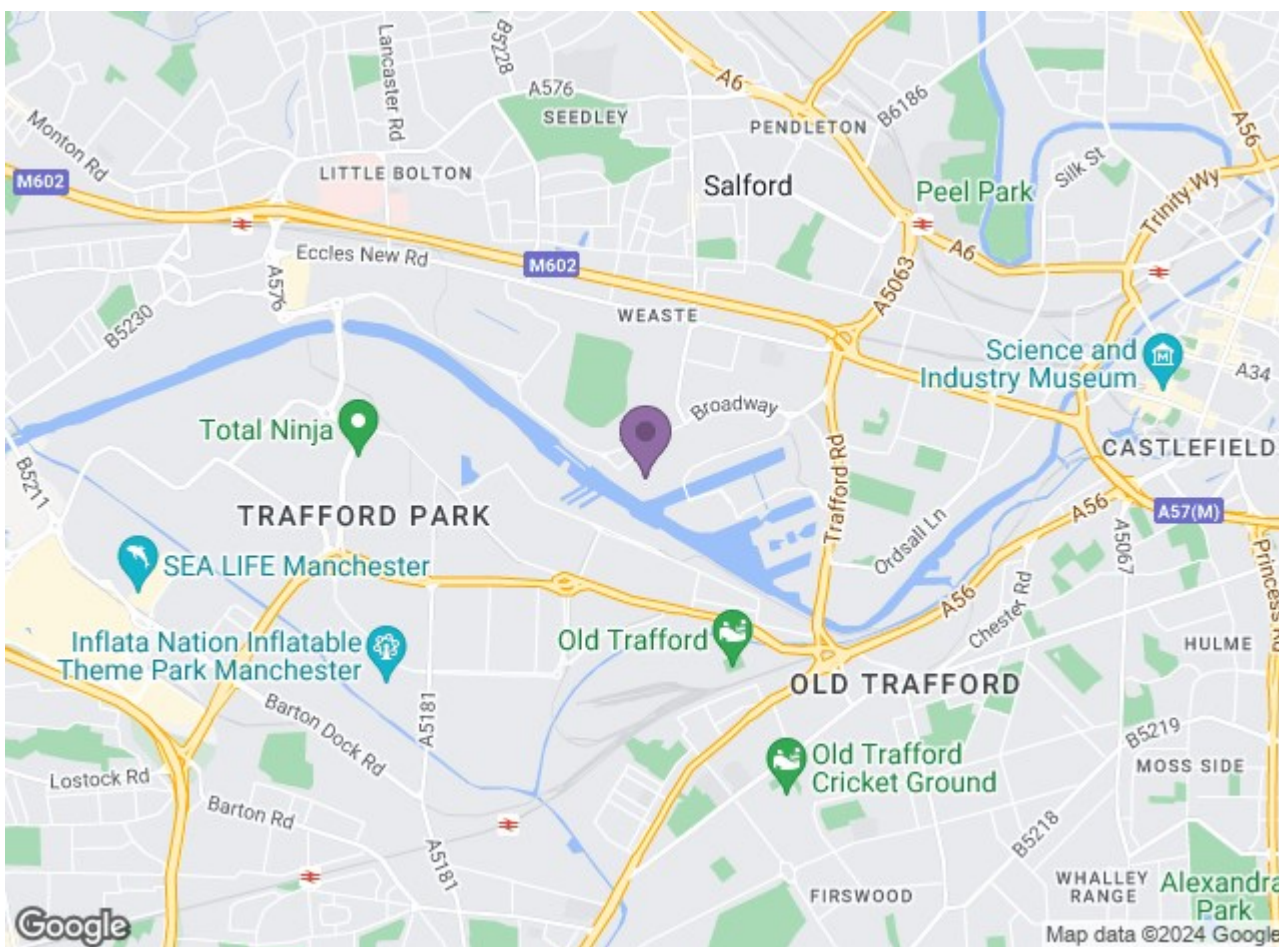 B5228
Lancaster Rd
A576
SEEDLEY
A6
B6186
PENDLETON
A56
Monton Rd
M602
LITTLE BOLTON
Salford
Silk St
Peel Park
Trinity Wy
A6
Eccles New Rd
M602
A576
A5063
B5230
WEASTE
Science and
Industry Museum
A34
Broadway
Total Ninja
Trafford Rd
CASTLEFIELD
B5211
TRAFFORD PARK
A56
A57(M)
Ordsall Ln
A5067
Princess Rd
SEA LIFE Manchester
Chester Rd
A56
Inflata Nation Inflatable
Theme Park Manchester
Old Trafford
HULME
OLD TRAFFORD
A5181
Barton Dock Rd
B5219
Old Trafford
Cricket Ground
MOSS SIDE
Lostock Rd
Barton Rd
A5181
B5218
FIRSWOOD
WHALLEY
RANGE
Alexandra
Park
Google
Map data ©2024 Google